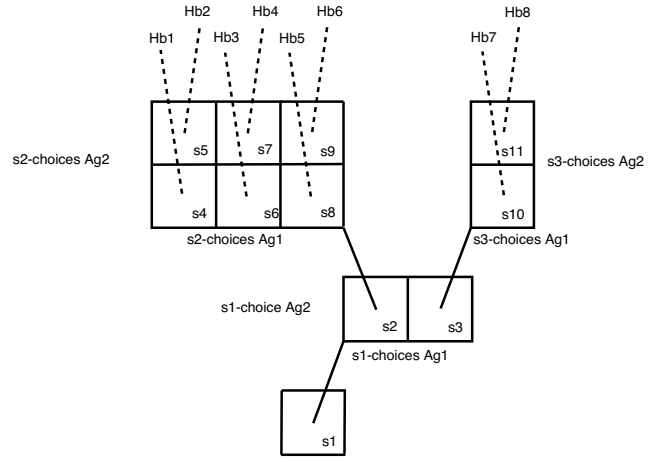 Hb2 Hb4 Hb6 Hb8
Hb1 Hb3 Hb5 Hb7
s5 s7 s9 s11
s2-choices Ag2 s3-choices Ag2
s4 s6 s8 s10
s2-choices Ag1 s3-choices Ag1
s1-choice Ag2
s2 s3
s1-choices Ag1
s1